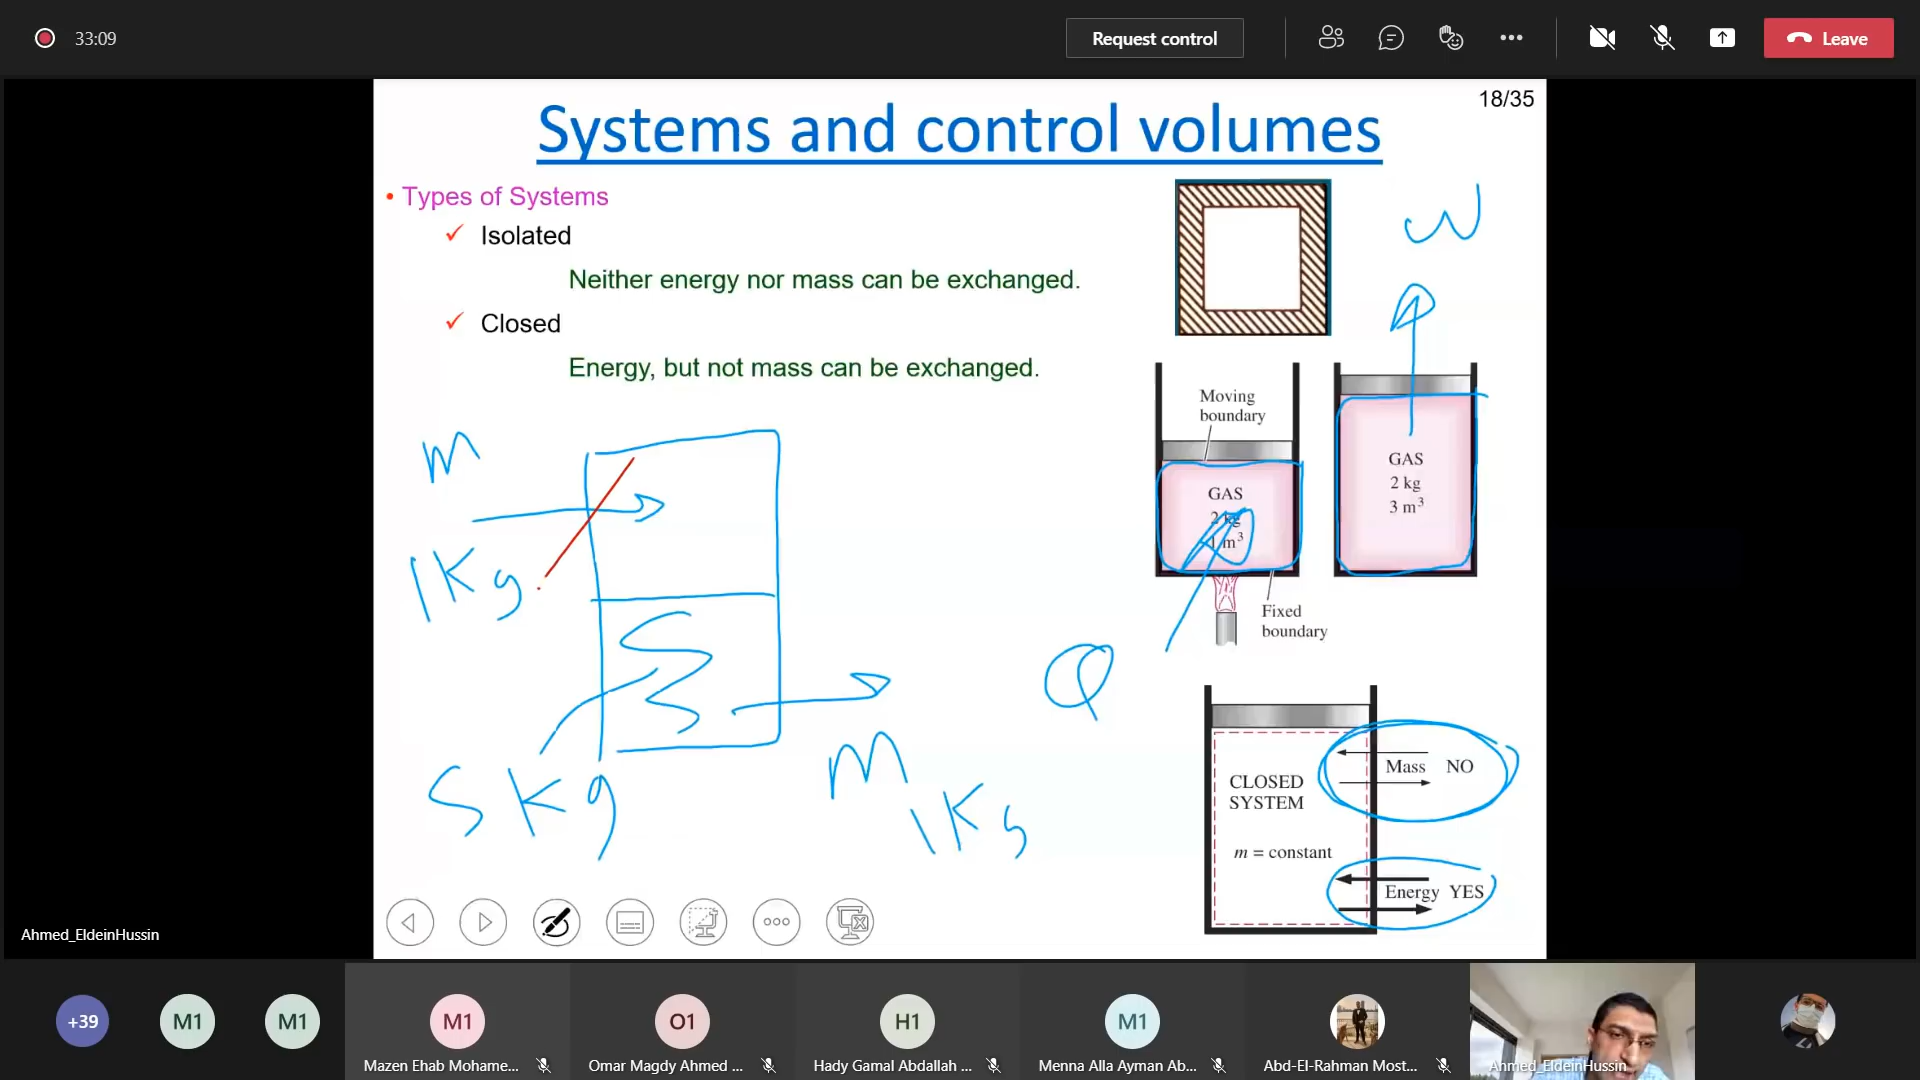 33:09
Request control
Leave
18/35
Systems and control volumes
• Types of Systems
✓ Isolated
Neither energy nor mass can be exchanged.
✓ Closed
Energy, but not mass can be exchanged.
W
Moving
boundary
GAS
2 kg
1 m³
Fixed
boundary
GAS
2 kg
3 m³
m
1Kg
5Kg
m
1Kg
Q
CLOSED
SYSTEM
m = constant
Mass NO
Energy YES
Ahmed_EldeinHussin
+39
M1
M1
M1
Mazen Ehab Mohame...
O1
Omar Magdy Ahmed ...
H1
Hady Gamal Abdallah ...
M1
Menna Alla Ayman Ab...
Abd-El-Rahman Most...
Ahmed_EldeinHussin